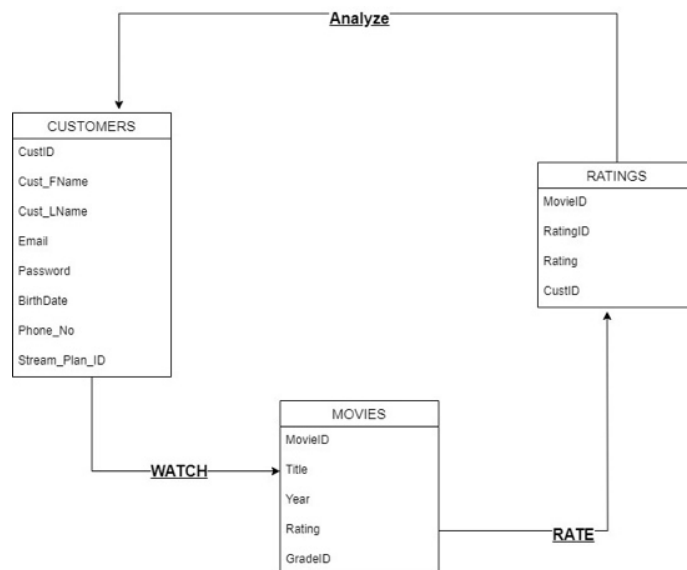 Analyze
CUSTOMERS
CustID
Cust_FName
Cust_LName
Email
Password
BirthDate
Phone_No
Stream_Plan_ID
RATINGS
MovieID
RatingID
Rating
CustID
WATCH
MOVIES
MovieID
Title
Year
Rating
GradeID
RATE